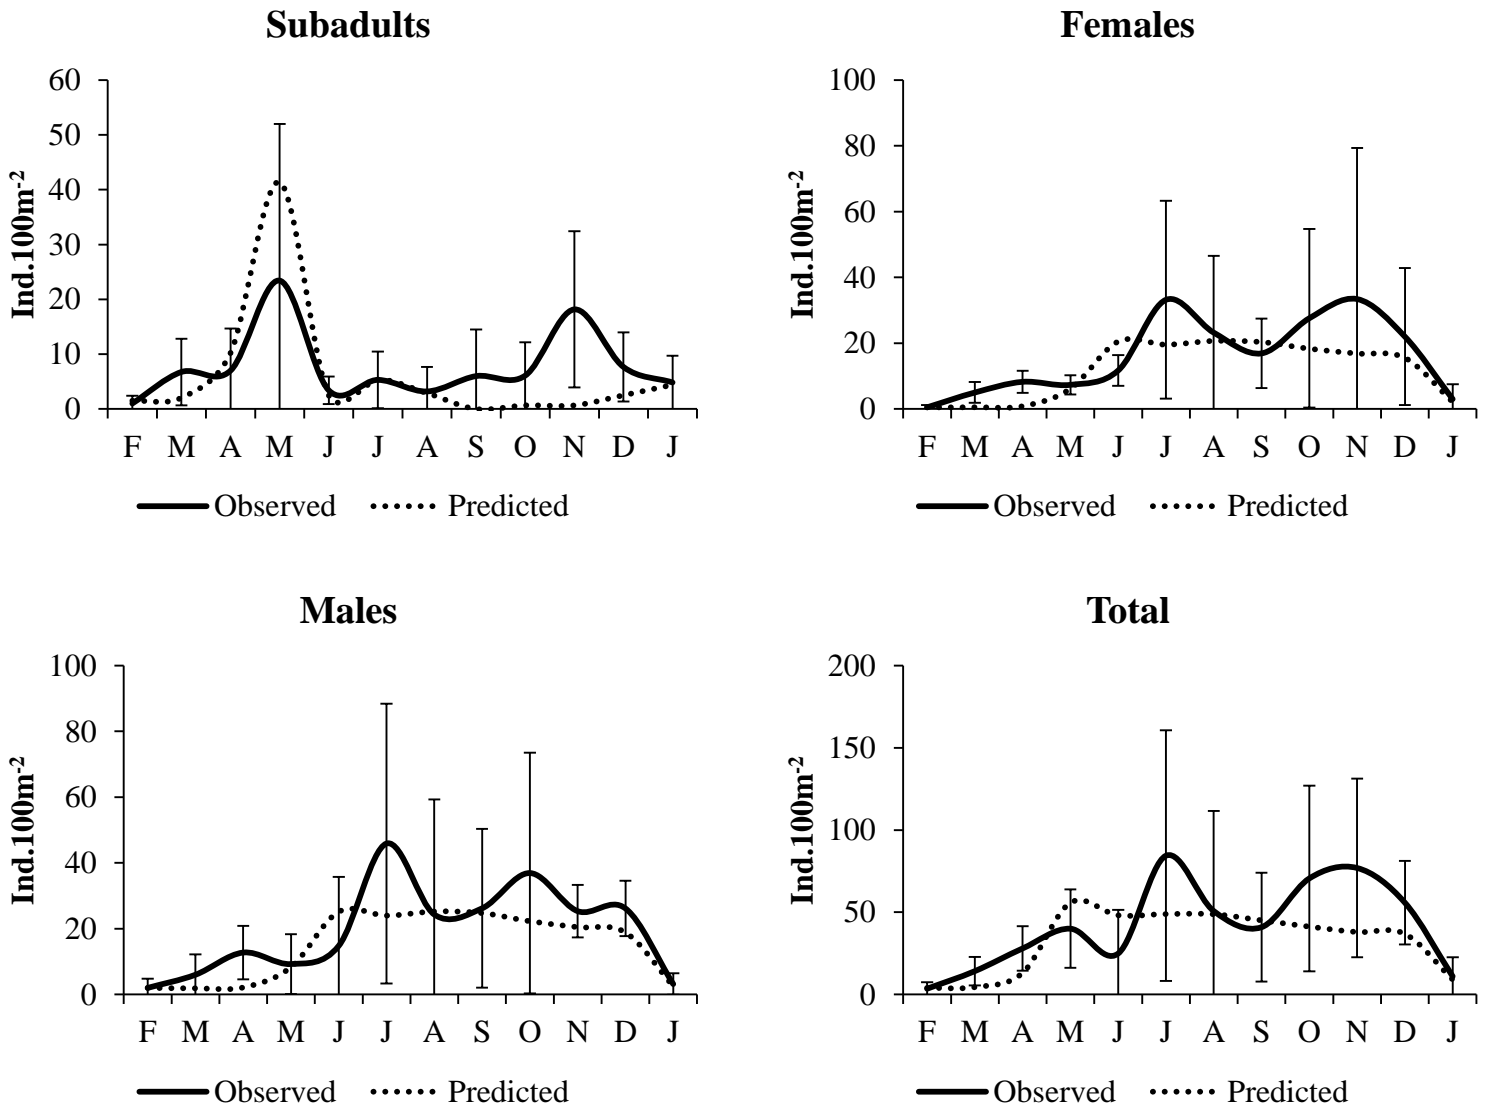 Subadults
60
50
40
30
20
10
0
Ind.100m⁻²
F M A M J J A S O N D J
Observed Predicted
Females
100
80
60
40
20
0
Ind.100m⁻²
F M A M J J A S O N D J
Observed Predicted
Males
100
80
60
40
20
0
Ind.100m⁻²
F M A M J J A S O N D J
Observed Predicted
Total
200
150
100
50
0
Ind.100m⁻²
F M A M J J A S O N D J
Observed Predicted